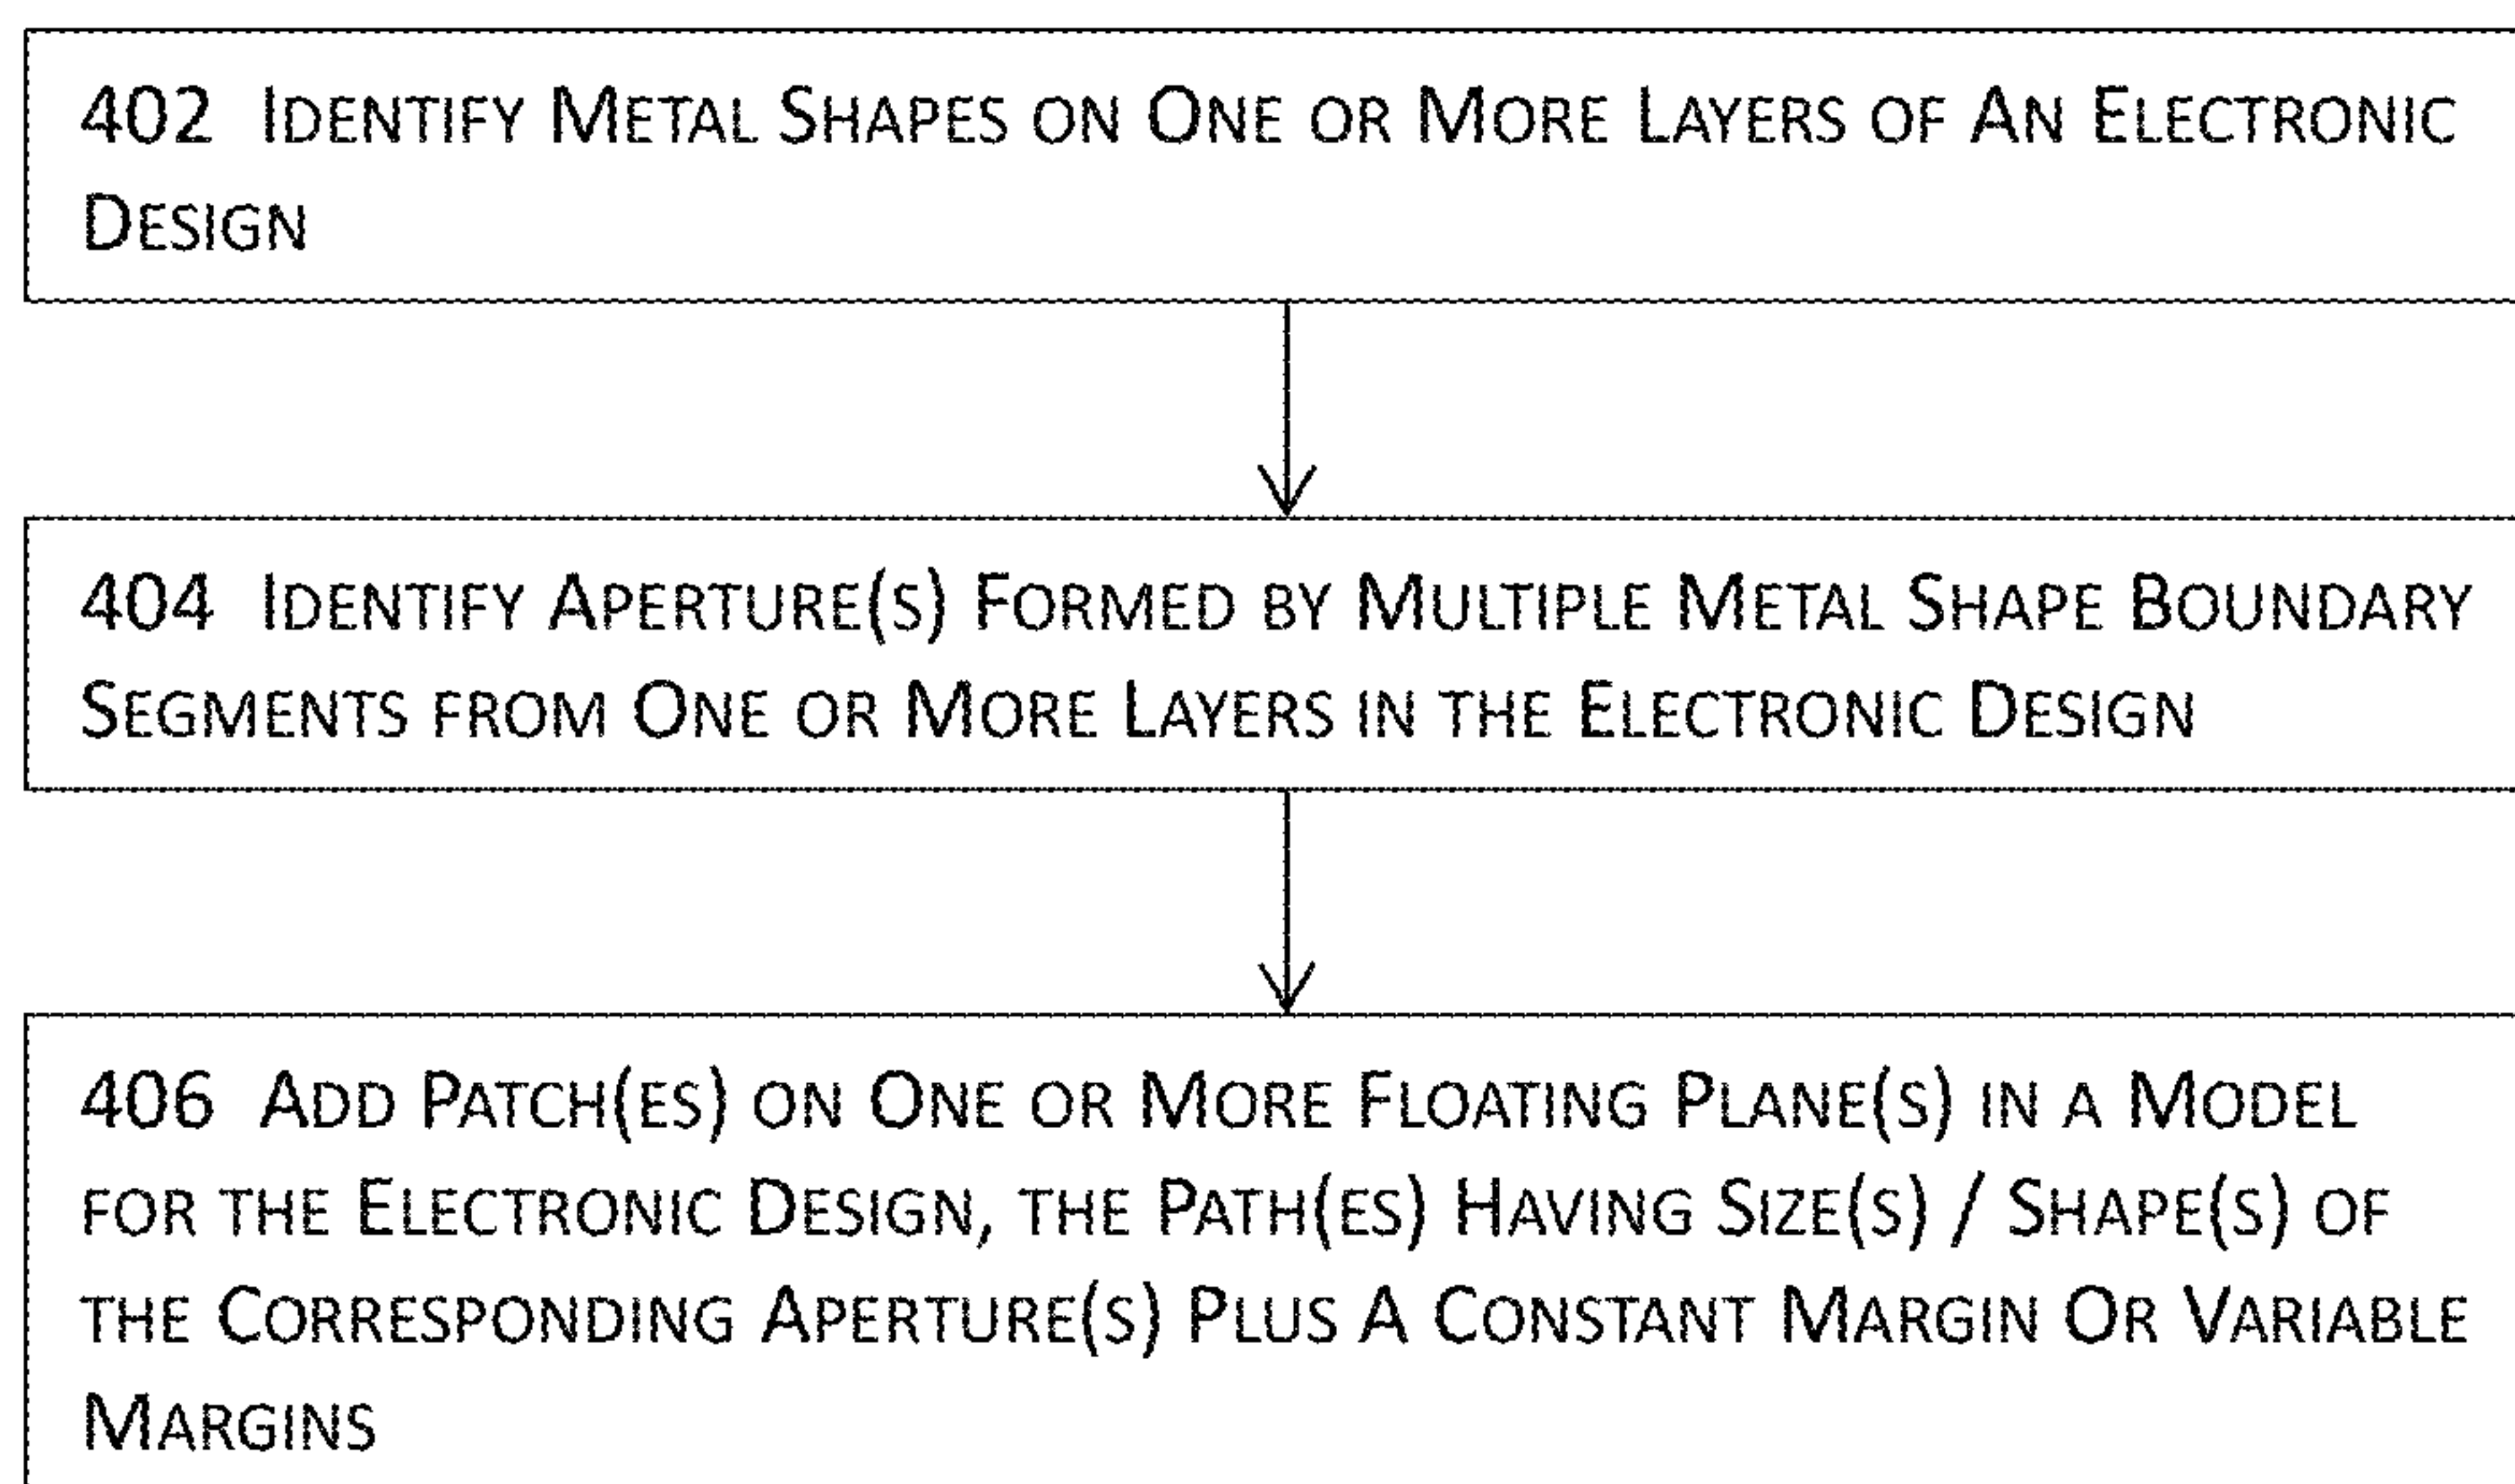 402 Identify Metal Shapes on One or More Layers of An Electronic
Design
404 Identify Aperture(s) Formed by Multiple Metal Shape Boundary
Segments from One or More Layers in the Electronic Design
406 Add Patch(es) on One or More Floating Plane(s) in a Model
for the Electronic Design, the Path(es) Having Size(s) / Shape(s) of
the Corresponding Aperture(s) Plus A Constant Margin Or Variable
Margins